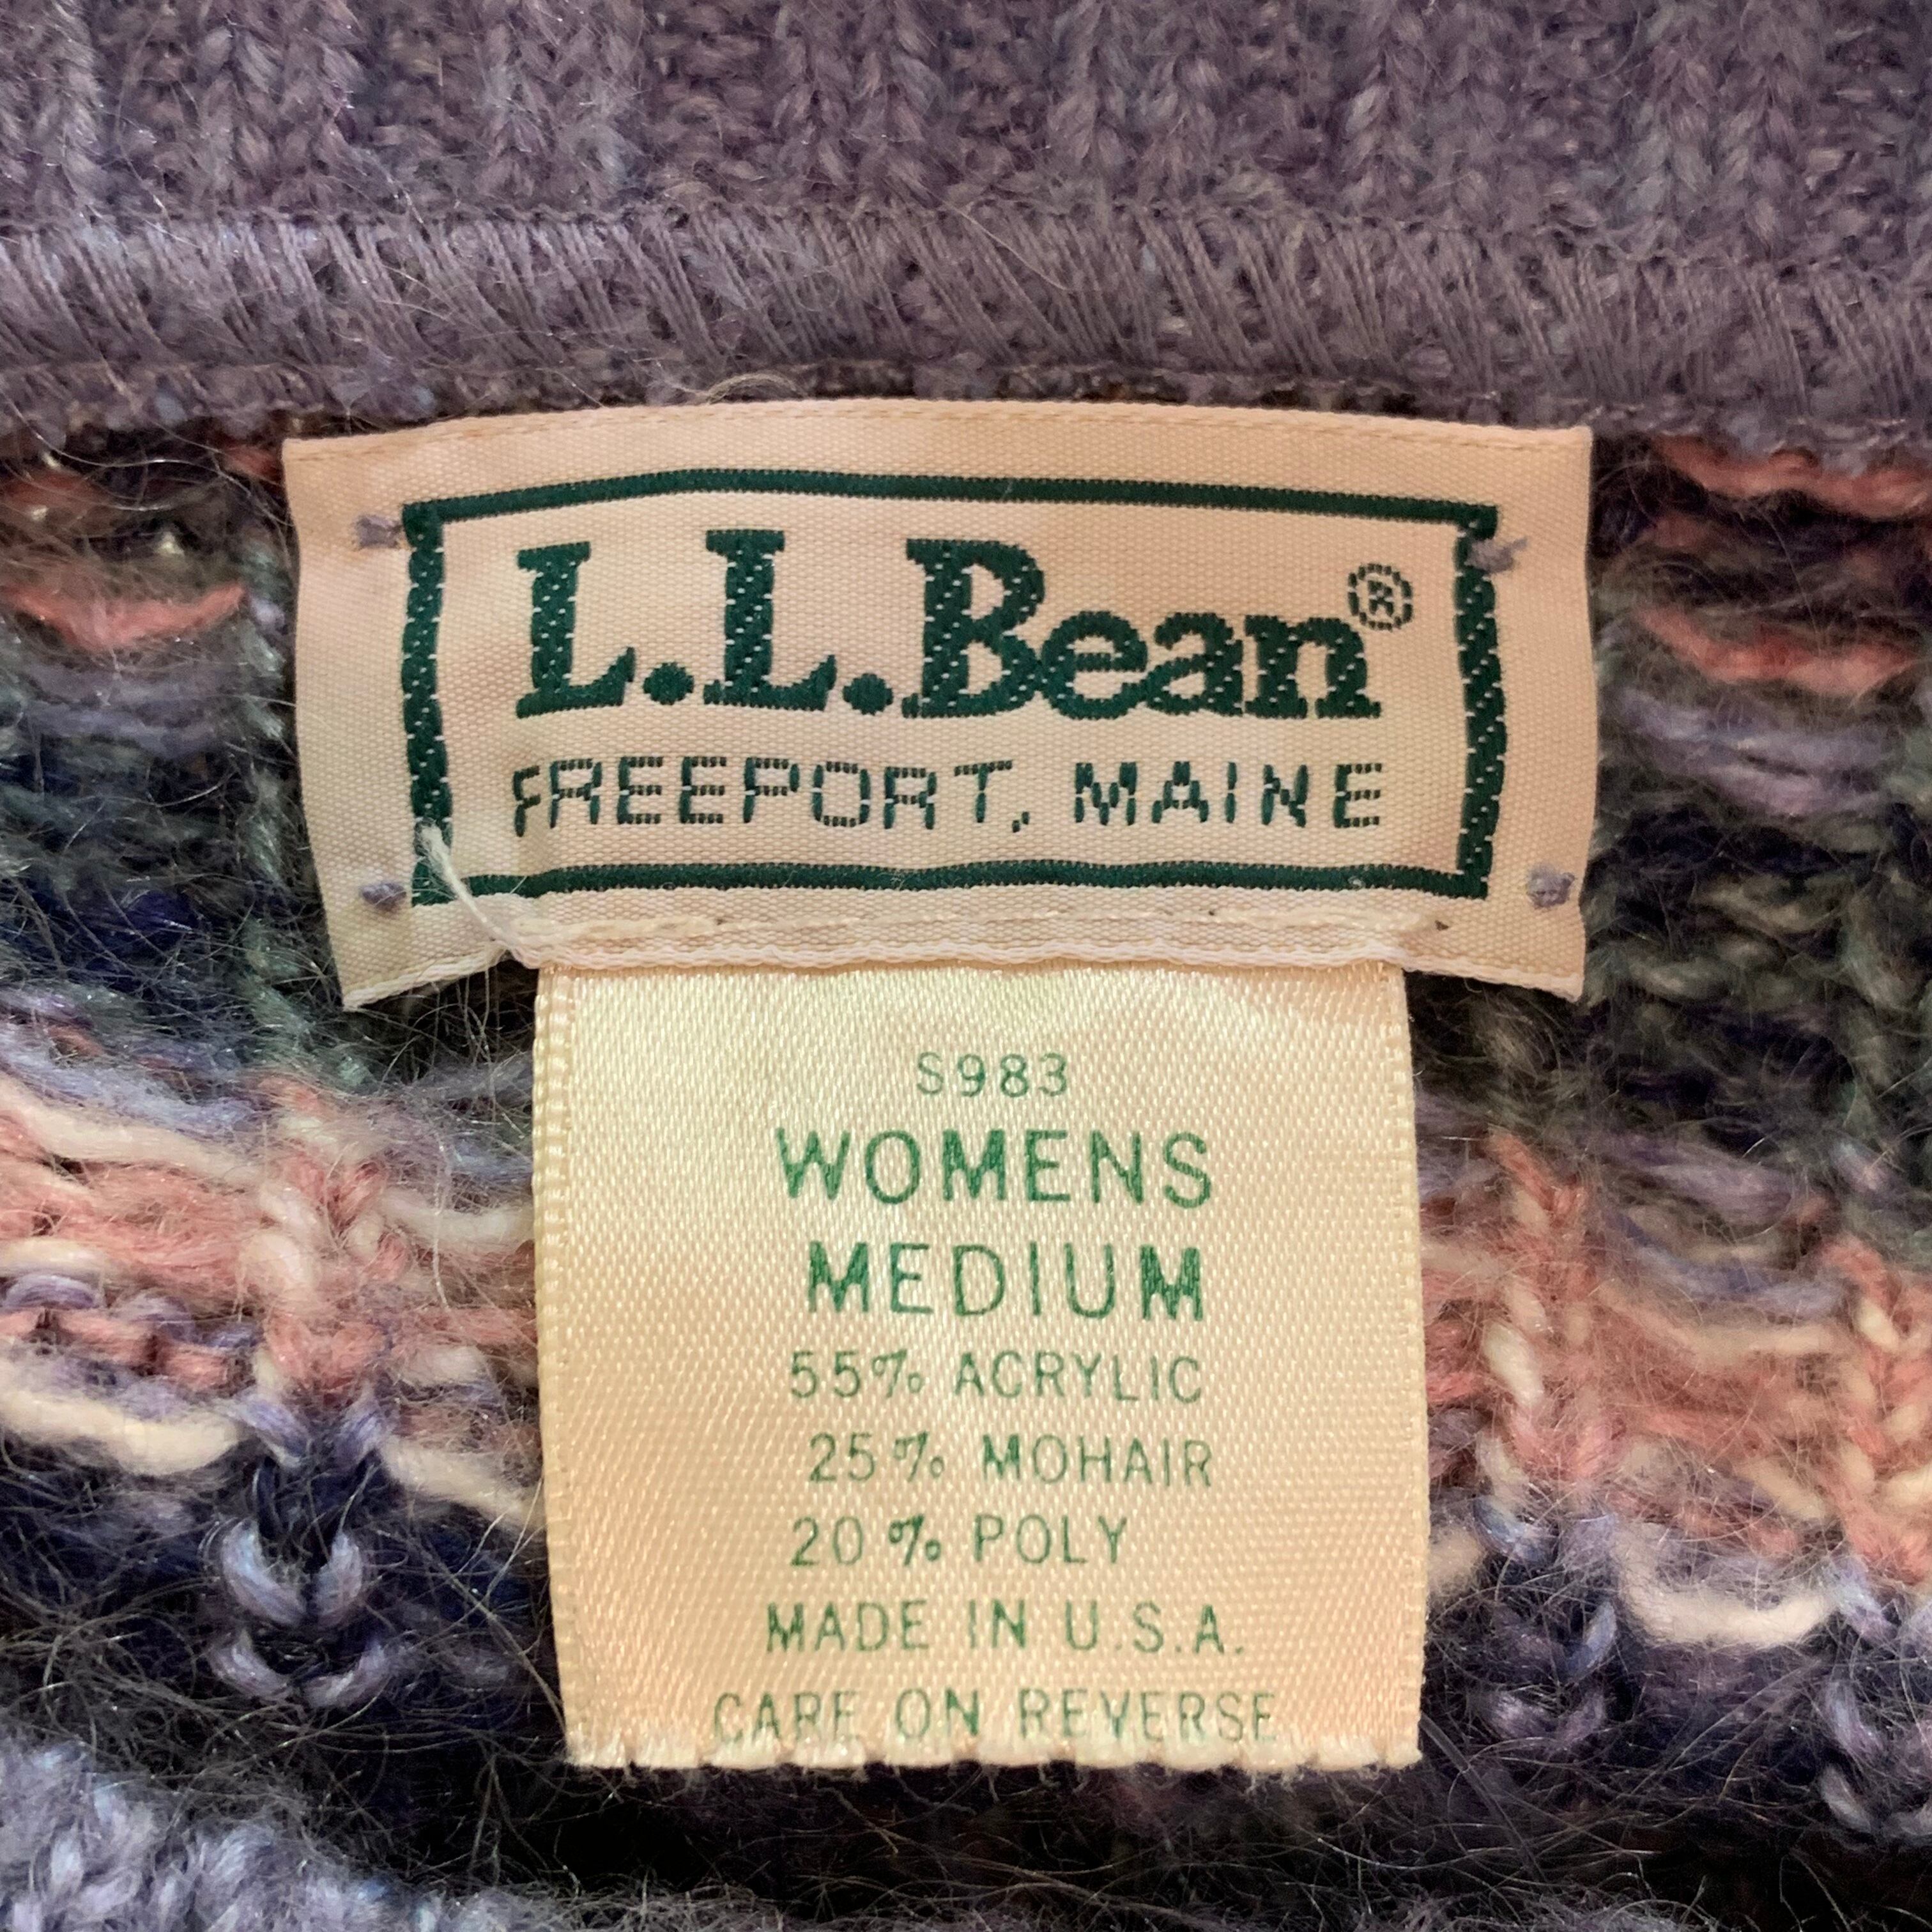 L.L.Bean®
FREEPORT, MAINE
S983
WOMENS
MEDIUM
55% ACRYLIC
25% MOHAIR
20% POLY
MADE IN U.S.A.
CARE ON REVERSE